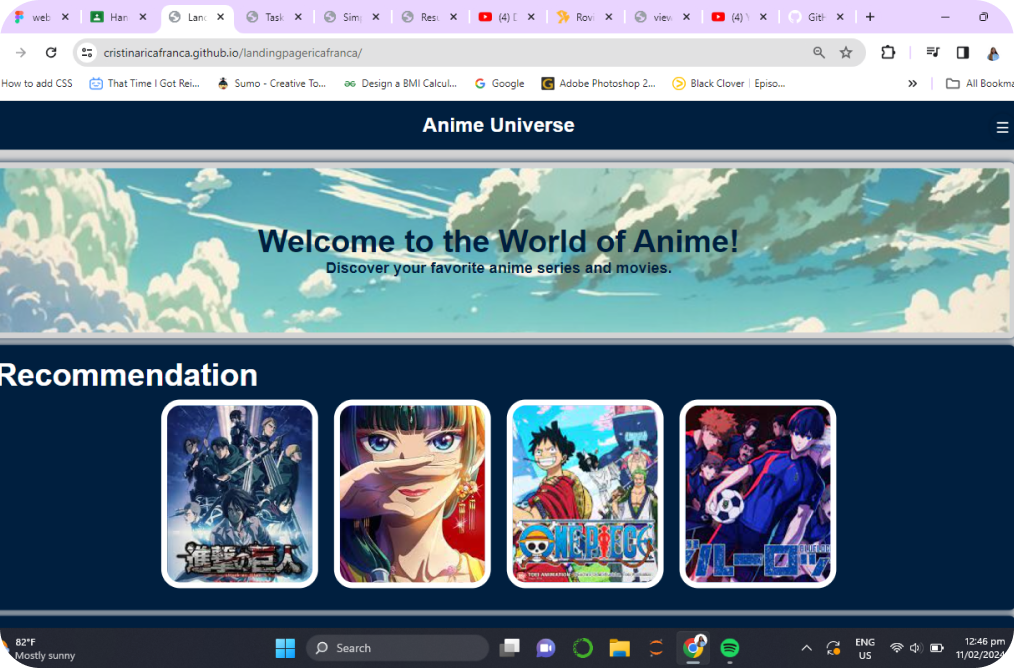 web
Han
Lanc
Task
Simp
Resu
(4) D
Rov
view
(4) Y
Gith
cristinaricafranca.github.io/landingpagericafranca/
How to add CSS
That Time I Got Rei...
Sumo - Creative To...
Design a BMI Calcul...
Google
Adobe Photoshop 2...
Black Clover | Episo...
»
All Bookma
Anime Universe
Welcome to the World of Anime!
Discover your favorite anime series and movies.
Recommendation
進撃の巨人
ONE PIECE
TOEI ANIMATION
ブルーロック
82°F
Mostly sunny
Search
ENG
US
12:46 pm
11/02/2024